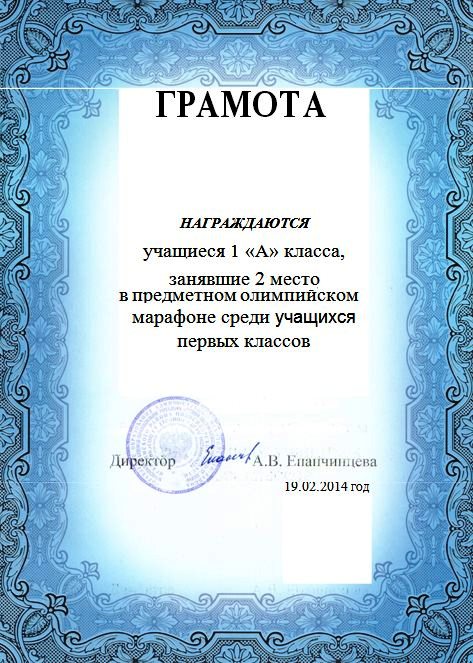 ГРАМОТА
НАГРАЖДАЮТСЯ
учащиеся 1 «А» класса,
занявшие 2 место
в предметном олимпийском
марафоне среди учащихся
первых классов
Директор А.В. Епанчинцева
19.02.2014 год